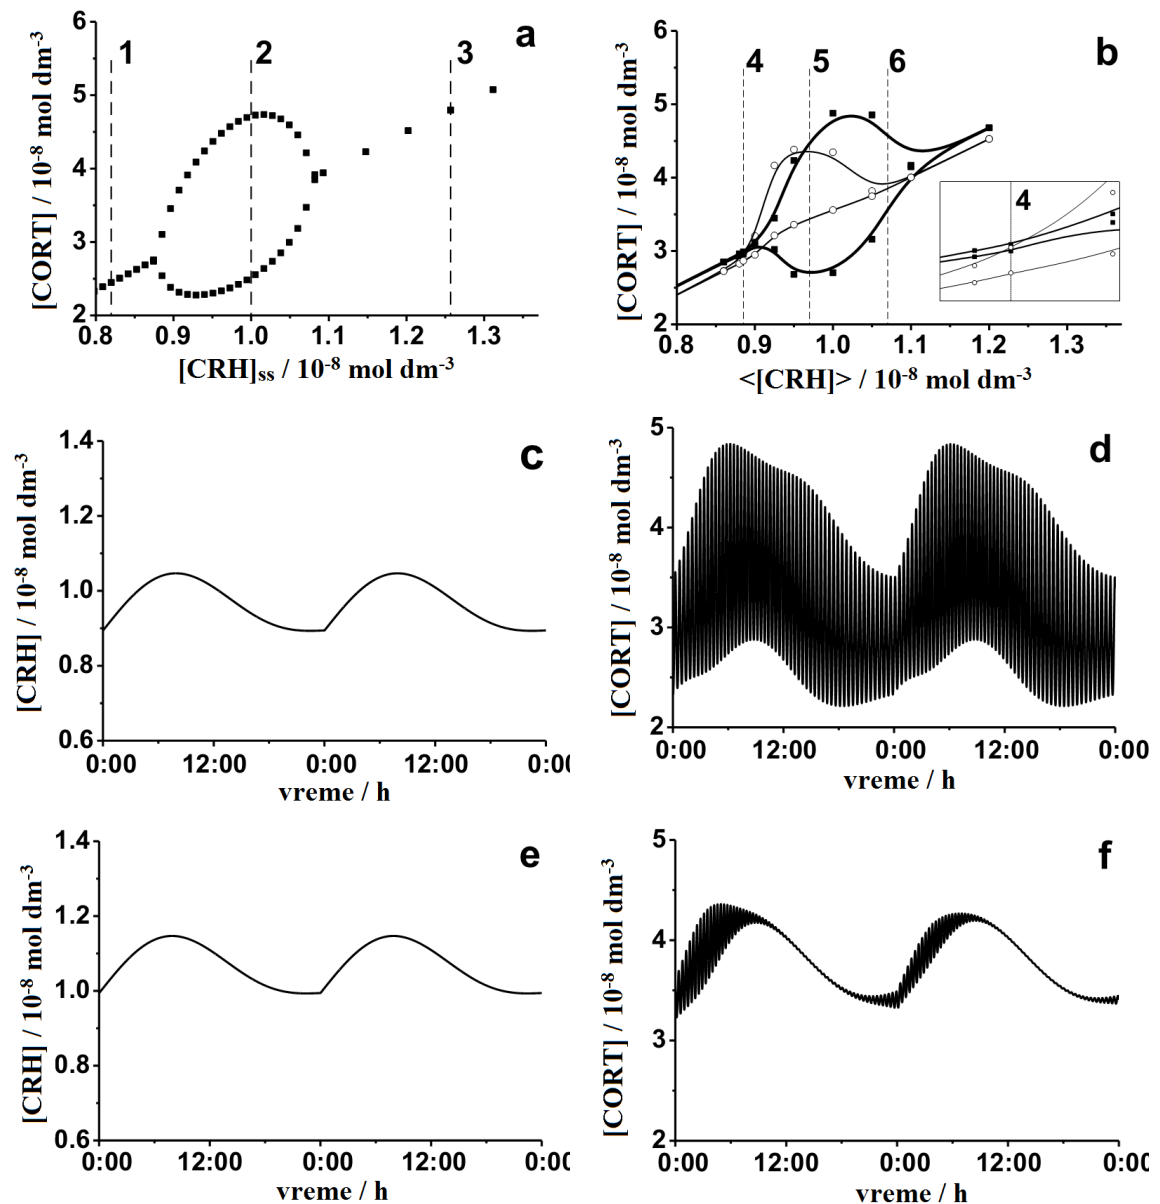 a
1 2 3
6
5
4
3
2
[CORT] / 10⁻⁸ mol dm⁻³
0.8 0.9 1.0 1.1 1.2 1.3
[CRH]ss / 10⁻⁸ mol dm⁻³
b
4 5 6
6
5
4
3
2
[CORT] / 10⁻⁸ mol dm⁻³
4
0.8 0.9 1.0 1.1 1.2 1.3
<[CRH]> / 10⁻⁸ mol dm⁻³
c
1.4
1.2
1.0
0.8
0.6
[CRH] / 10⁻⁸ mol dm⁻³
0:00 12:00 0:00 12:00 0:00
vreme / h
d
5
4
3
2
[CORT] / 10⁻⁸ mol dm⁻³
0:00 12:00 0:00 12:00 0:00
vreme / h
e
1.4
1.2
1.0
0.8
0.6
[CRH] / 10⁻⁸ mol dm⁻³
0:00 12:00 0:00 12:00 0:00
vreme / h
f
5
4
3
2
[CORT] / 10⁻⁸ mol dm⁻³
0:00 12:00 0:00 12:00 0:00
vreme / h